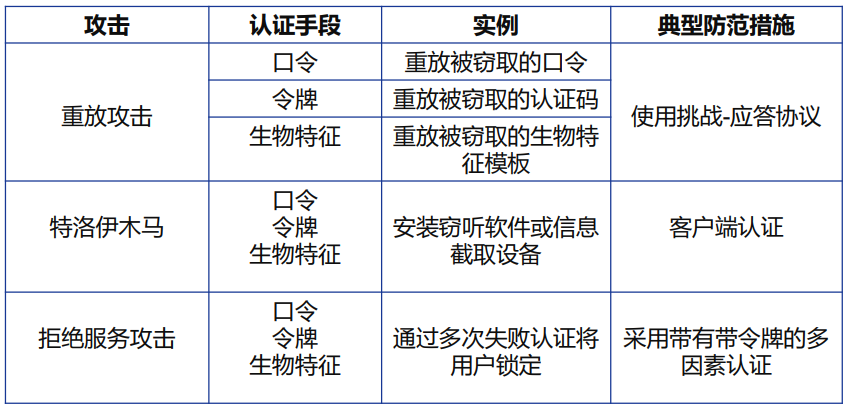 攻击
认证手段
实例
典型防范措施
重放攻击
口令
重放被窃取的口令
使用挑战-应答协议
令牌
重放被窃取的认证码
生物特征
重放被窃取的生物特
征模板
特洛伊木马
口令
令牌
生物特征
安装窃听软件或信息
截取设备
客户端认证
拒绝服务攻击
口令
令牌
生物特征
通过多次失败认证将
用户锁定
采用带有带令牌的多
因素认证